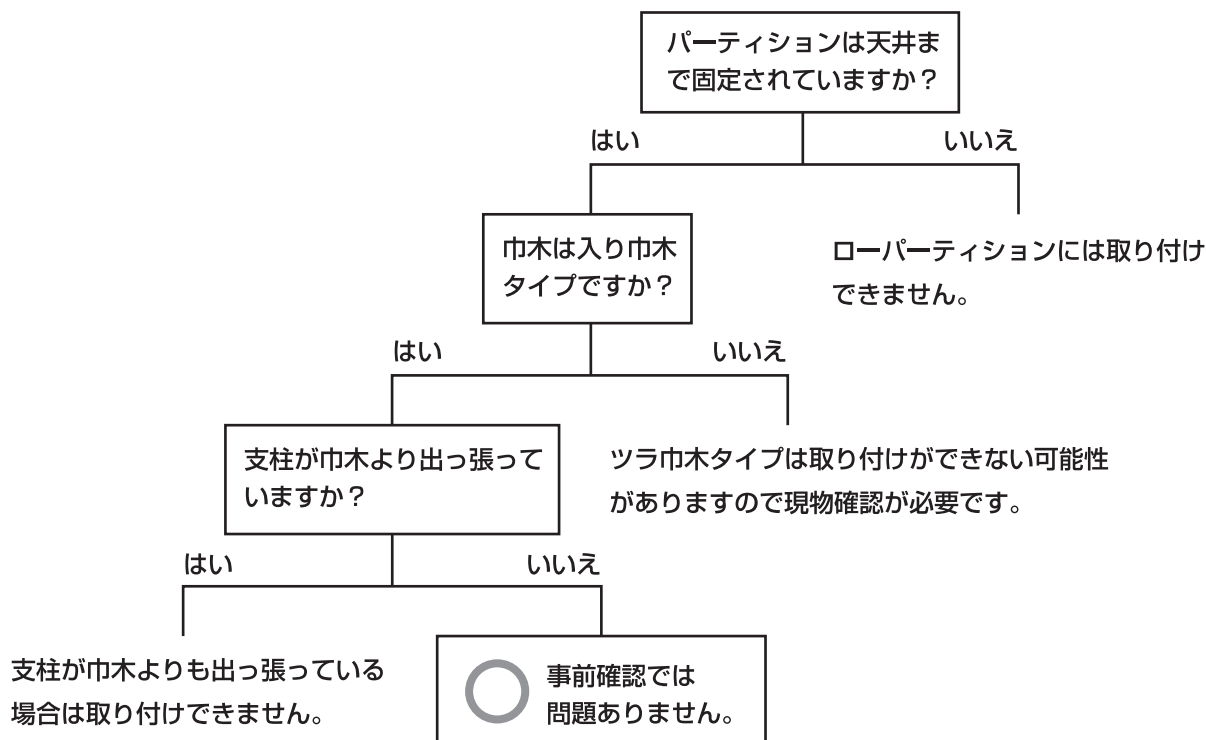 パーティションは天井ま
で固定されていますか？
はい
いいえ
巾木は入り巾木
タイプですか？
ローパーティションには取り付け
できません。
はい
いいえ
支柱が巾木より出っ張って
いますか？
ツラ巾木タイプは取り付けができない可能性
がありますので現物確認が必要です。
はい
いいえ
支柱が巾木よりも出っ張っている
場合は取り付けできません。
事前確認では
問題ありません。